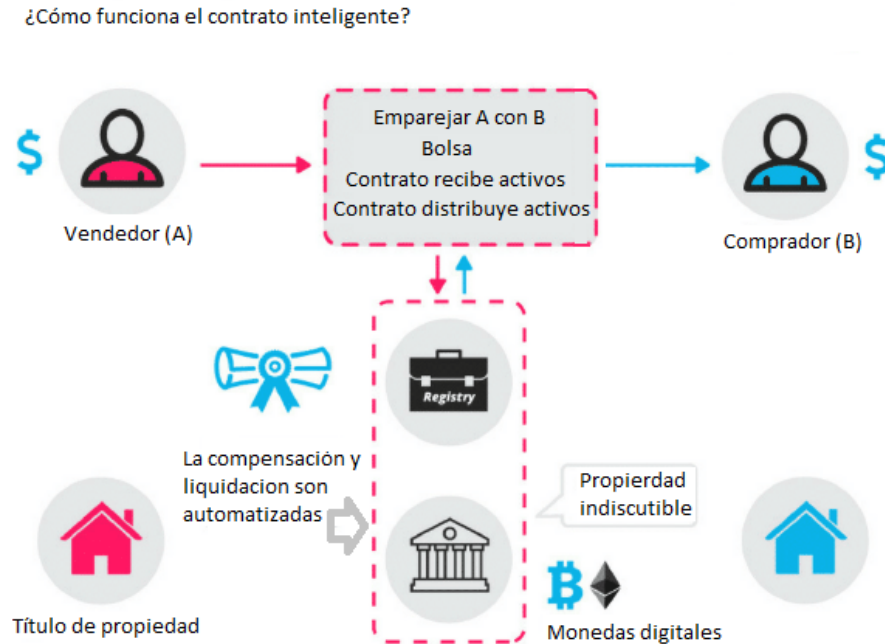 ¿Cómo funciona el contrato inteligente?
Emparejar A con B
Bolsa
Contrato recibe activos
Contrato distribuye activos
$
$
Vendedor (A)
Comprador (B)
Registry
La compensación y
liquidacion son
automatizadas
Propierdad
indiscutible
Título de propiedad
Monedas digitales